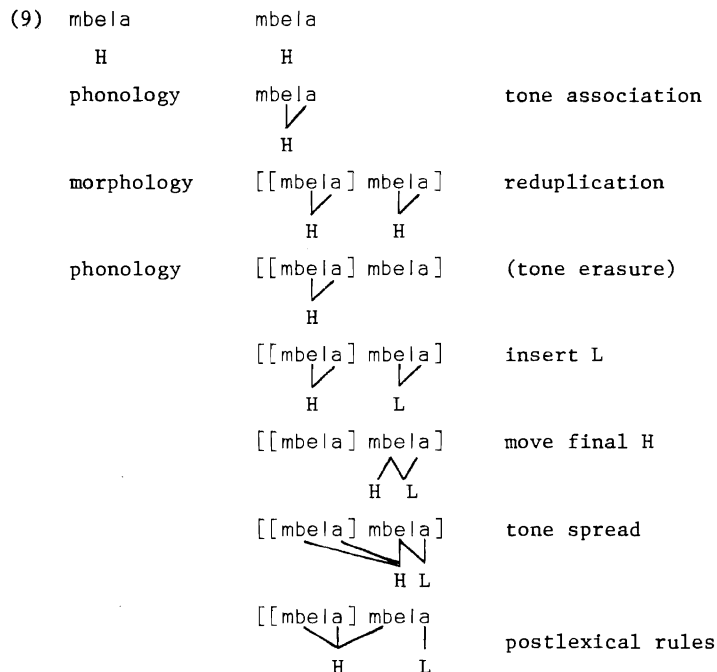 (9) mbela mbela
H H
phonology mbela tone association
H
morphology [[mbela] mbela] reduplication
H H
phonology [[mbela] mbela] (tone erasure)
H
[[mbela] mbela] insert L
H L
[[mbela] mbela] move final H
H L
[[mbela] mbela] tone spread
H L
[[mbela] mbela
postlexical rules
H L